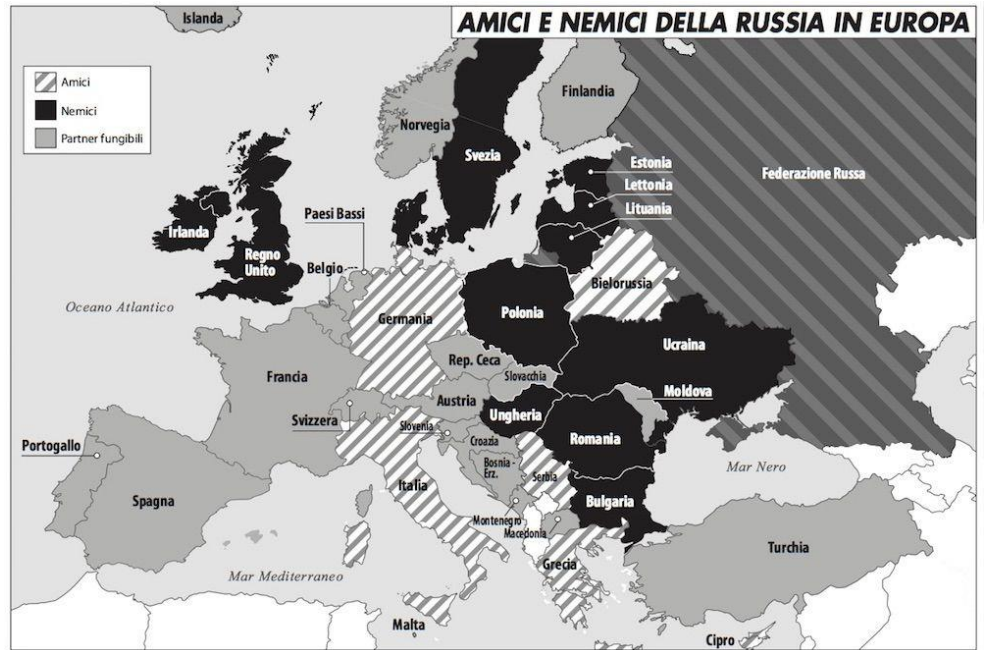 Islanda
AMICI E NEMICI DELLA RUSSIA IN EUROPA
Amici
Nemici
Partner fungibili
Finlandia
Norvegia
Svezia
Estonia
Lettonia
Lituania
Federazione Russa
Paesi Bassi
Irlanda
Regno
Unito
Belgio
Bielorussia
Oceano Atlantico
Germania
Polonia
Ucraina
Rep. Ceca
Slovacchia
Francia
Austria
Moldova
Svizzera
Ungheria
Slovenia
Croazia
Romania
Portogallo
Bosnia -
Erz.
Serbia
Mar Nero
Italia
Spagna
Bulgaria
Montenegro
Macedonia
Turchia
Grecia
Mar Mediterraneo
Malta
Cipro